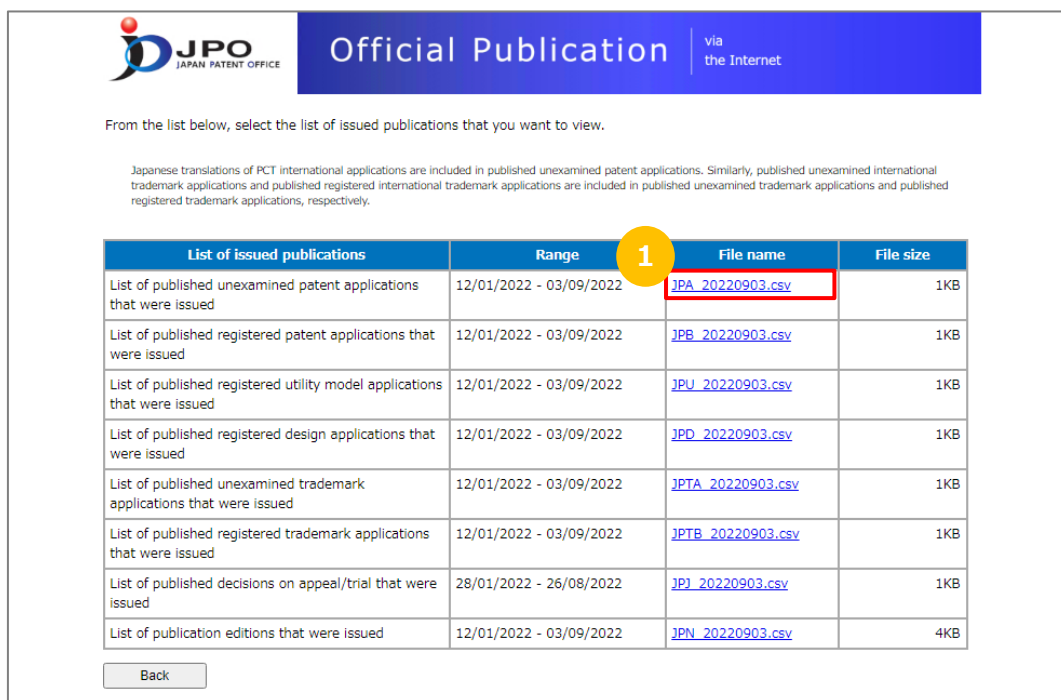 JPO
JAPAN PATENT OFFICE
Official Publication
via
the Internet
From the list below, select the list of issued publications that you want to view.
Japanese translations of PCT international applications are included in published unexamined patent applications. Similarly, published unexamined international
trademark applications and published registered international trademark applications are included in published unexamined trademark applications and published
registered trademark applications, respectively.
List of issued publications Range 1 File name File size
List of published unexamined patent applications 12/01/2022 - 03/09/2022 JPA_20220903.csv 1KB
that were issued
List of published registered patent applications that 12/01/2022 - 03/09/2022 JPB_20220903.csv 1KB
were issued
List of published registered utility model applications 12/01/2022 - 03/09/2022 JPU_20220903.csv 1KB
that were issued
List of published registered design applications that 12/01/2022 - 03/09/2022 JPD_20220903.csv 1KB
were issued
List of published unexamined trademark 12/01/2022 - 03/09/2022 JPTA_20220903.csv 1KB
applications that were issued
List of published registered trademark applications 12/01/2022 - 03/09/2022 JPTB_20220903.csv 1KB
that were issued
List of published decisions on appeal/trial that were 28/01/2022 - 26/08/2022 JPJ_20220903.csv 1KB
issued
List of publication editions that were issued 12/01/2022 - 03/09/2022 JPN_20220903.csv 4KB
Back